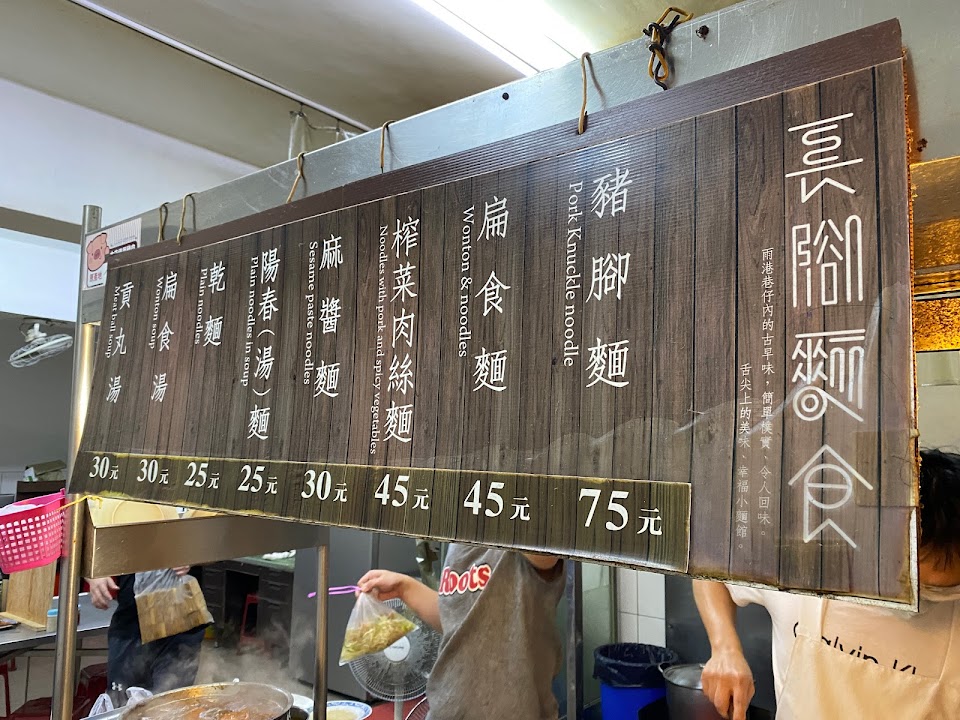 長腳麵食
雨港巷仔內的古早味，簡單樸實、令人回味。
舌尖上的美味、幸福小麵館。
豬腳麵
Pork Knuckle noodle
75元
扁食麵
Wonton & noodles
45元
榨菜肉絲麵
Noodles with pork and spicy vegetables
45元
麻醬麵
Sesame paste noodles
30元
陽春(湯)麵
Plain noodles in soup
25元
乾麵
Plain noodles
25元
扁食湯
Wonton soup
30元
貢丸湯
Meat ball soup
30元
Roots